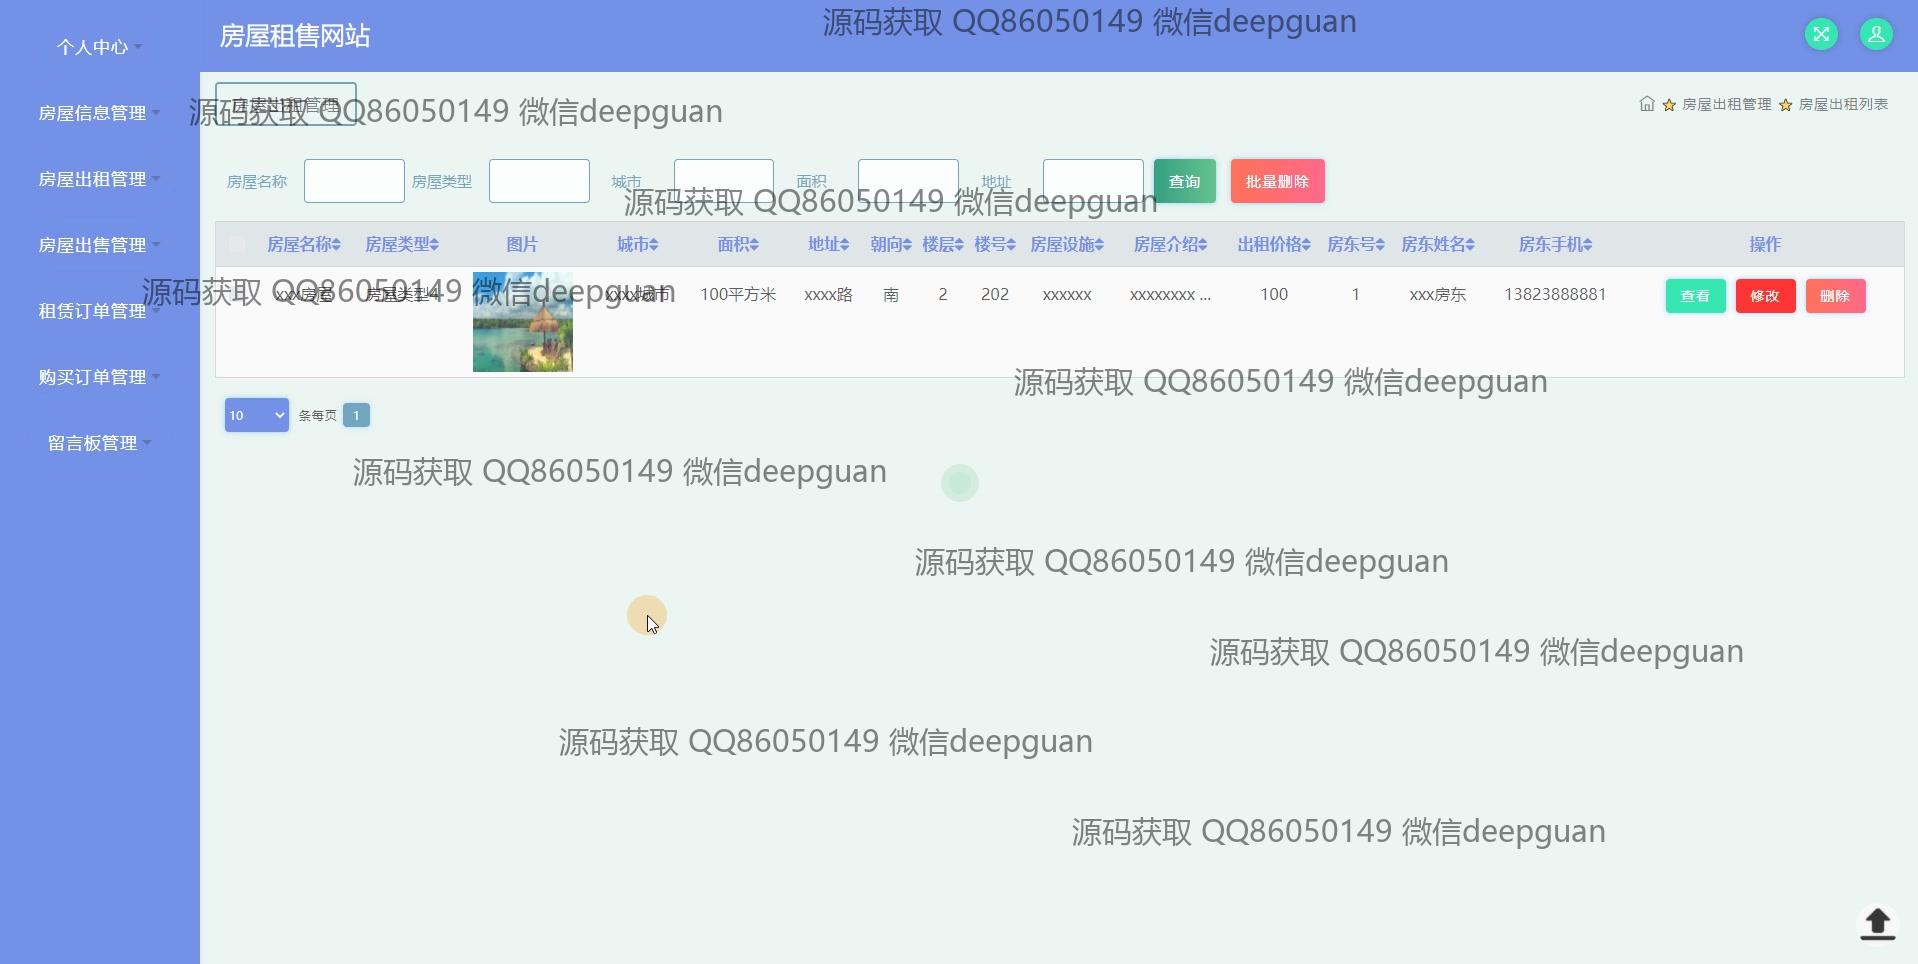 房屋租售网站
源码获取 QQ86050149 微信deepguan
个人中心
房屋信息管理
房屋出租管理
房屋出售管理
租赁订单管理
购买订单管理
留言板管理
房屋出租管理
源码获取 QQ86050149 微信deepguan
房屋出租管理 房屋出租列表
房屋名称 房屋类型 城市 面积 地址 查询 批量删除
源码获取 QQ86050149 微信deepguan
房屋名称 房屋类型 图片 城市 面积 地址 朝向 楼层 楼号 房屋设施 房屋介绍 出租价格 房东号 房东姓名 房东手机 操作
xxx房屋 房屋类型4 xxxx城市 100平方米 xxxx路 南 2 202 xxxxxx xxxxxxxx ... 100 1 xxx房东 13823888881 查看 修改 删除
源码获取 QQ86050149 微信deepguan
源码获取 QQ86050149 微信deepguan
10 条每页 1
源码获取 QQ86050149 微信deepguan
源码获取 QQ86050149 微信deepguan
源码获取 QQ86050149 微信deepguan
源码获取 QQ86050149 微信deepguan
源码获取 QQ86050149 微信deepguan